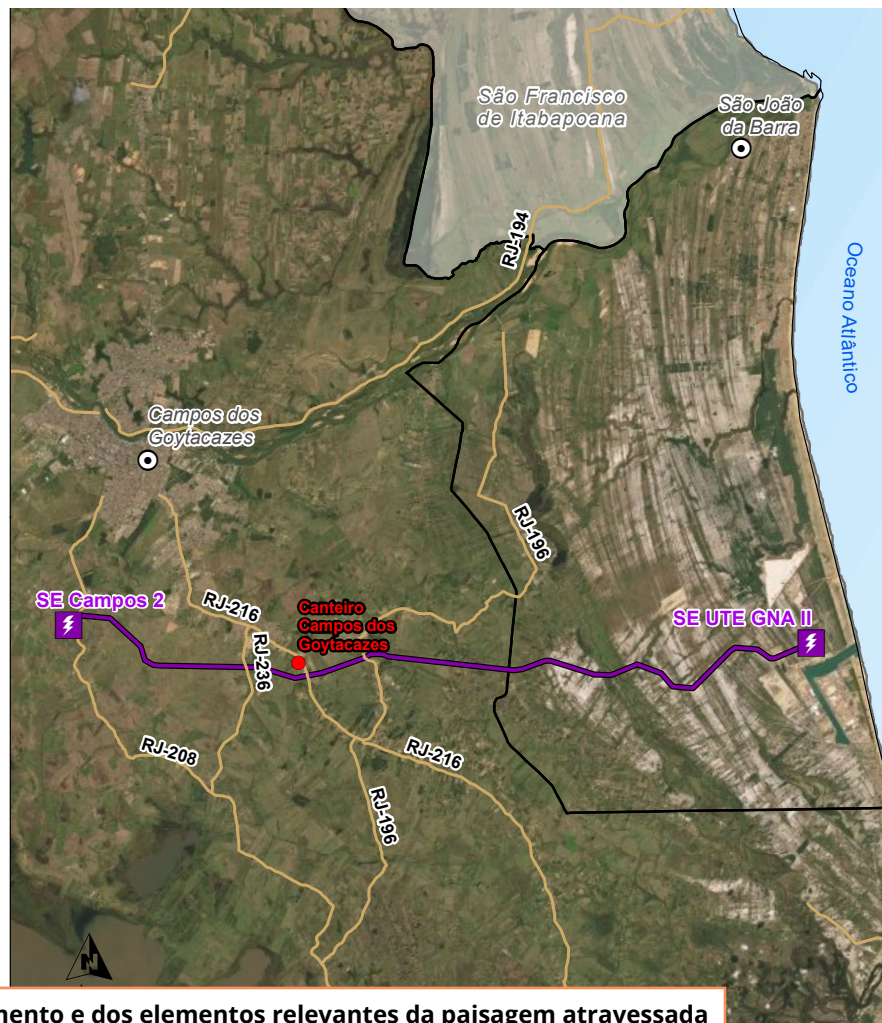 São Francisco
de Itabapoana
São João
da Barra
RJ-194
Oceano Atlântico
Campos dos
Goytacazes
RJ-196
SE Campos 2
RJ-216
Canteiro
Campos dos
Goytacazes
SE UTE GNA II
RJ-236
RJ-208
RJ-216
RJ-196
N
mento e dos elementos relevantes da paisagem atravessada